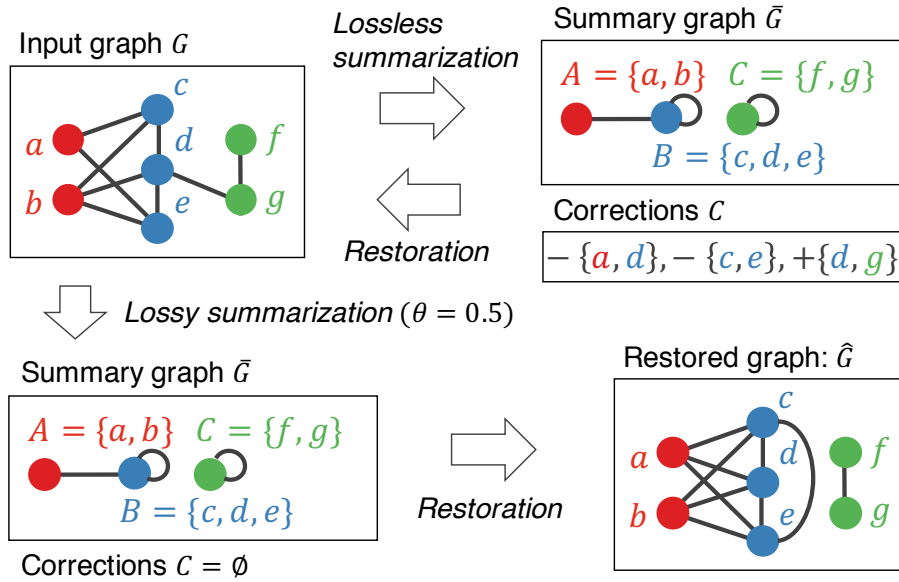 Input graph G
a
b
c
d
e
f
g
Lossless
summarization
Restoration
Summary graph Ḡ
A = {a, b} C = {f, g}
B = {c, d, e}
Corrections C
− {a, d}, − {c, e}, +{d, g}
Lossy summarization (θ = 0.5)
Summary graph Ḡ
A = {a, b} C = {f, g}
B = {c, d, e}
Corrections C = ∅
Restoration
Restored graph: Ĝ
a
b
c
d
e
f
g